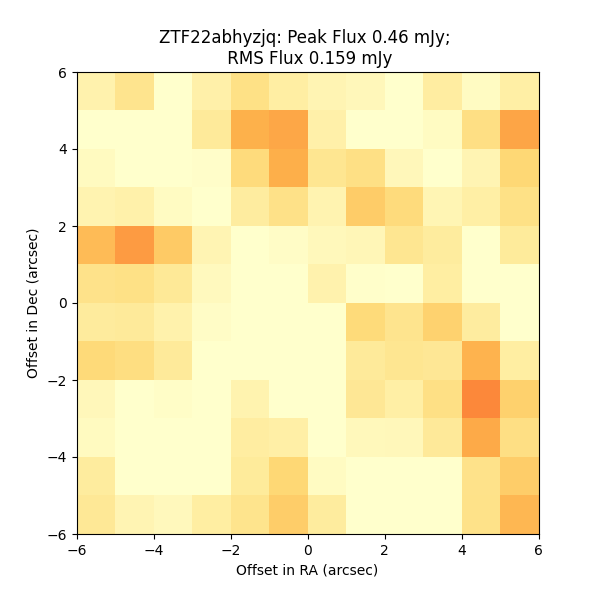 ZTF22abhyzjq: Peak Flux 0.46 mJy;
RMS Flux 0.159 mJy
6
4
2
0
−2
−4
−6
Offset in Dec (arcsec)
−6 −4 −2 0 2 4 6
Offset in RA (arcsec)